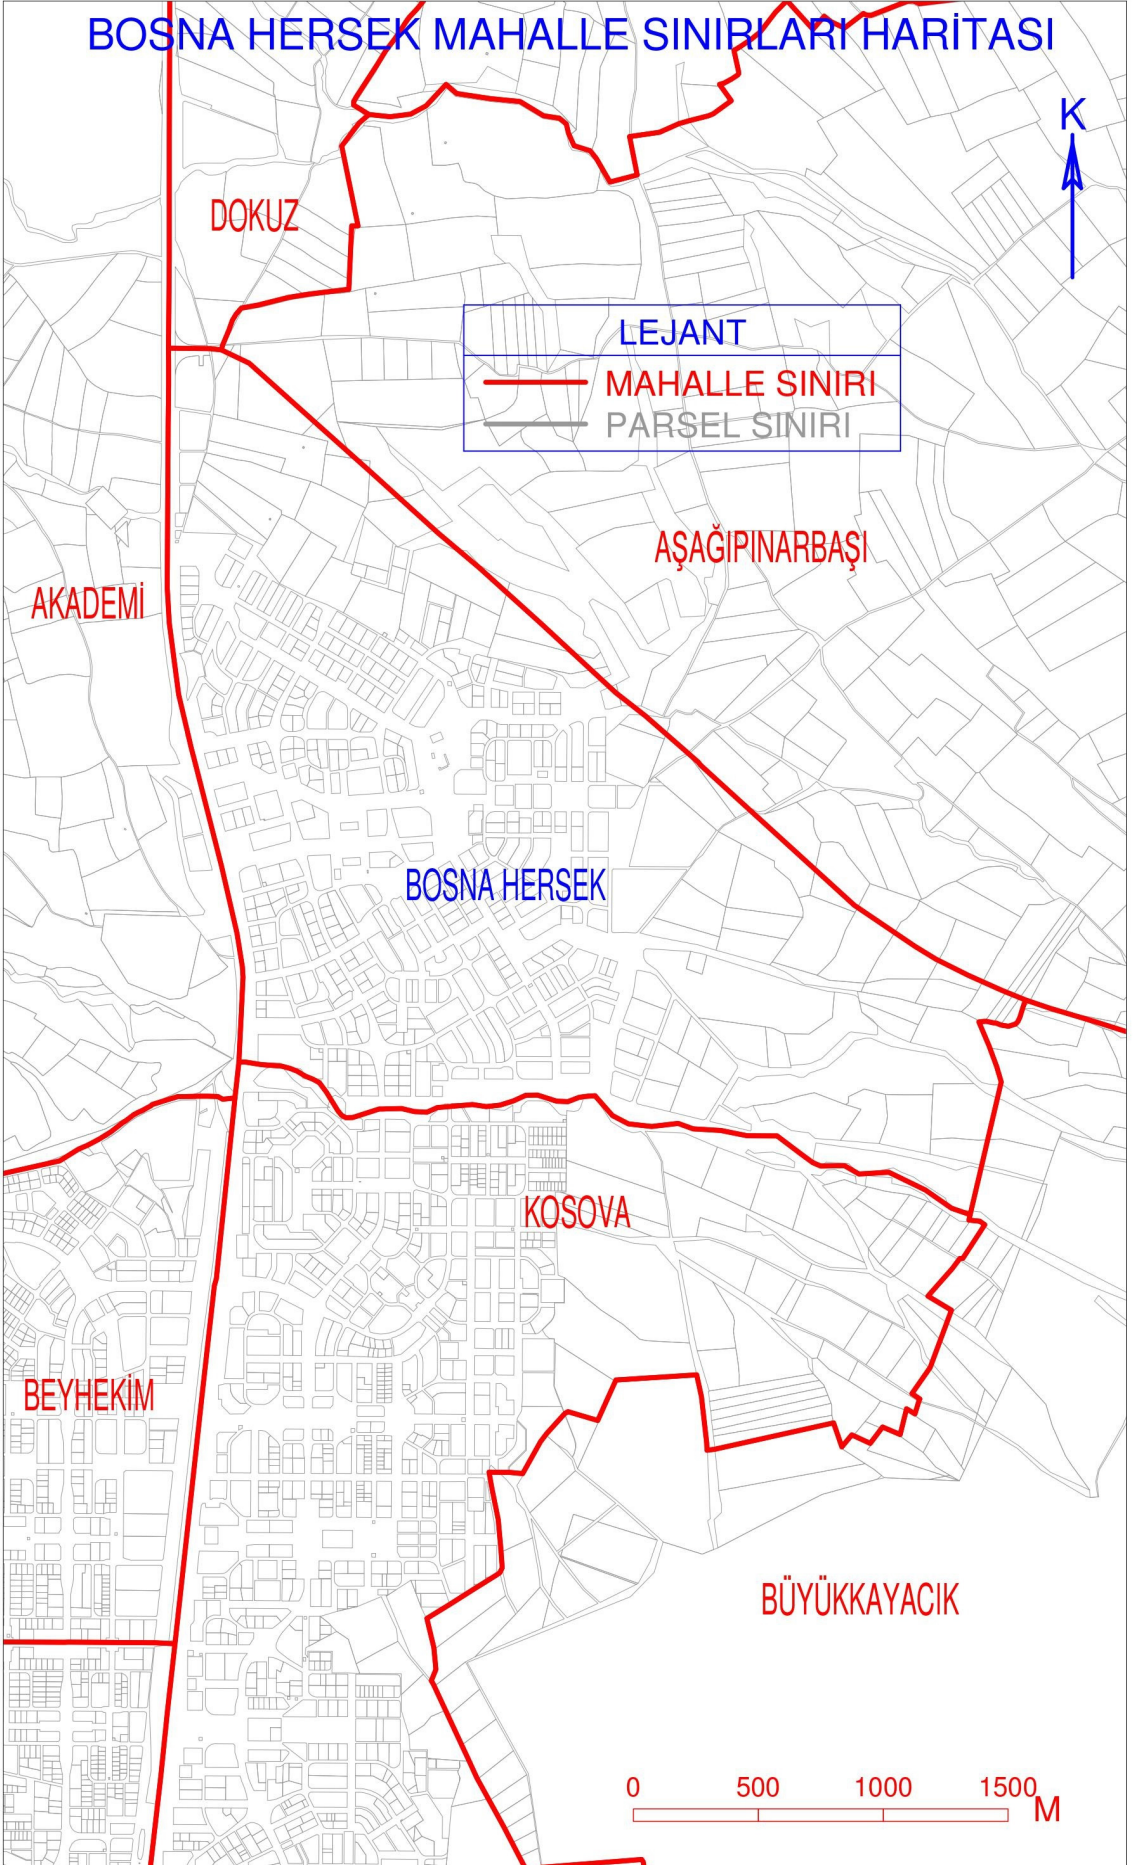 BOSNA HERSEK MAHALLE SINIRLARI HARİTASI
K
DOKUZ
LEJANT
MAHALLE SINIRI
PARSEL SINIRI
AŞAĞIPINARBAŞI
AKADEMİ
BOSNA HERSEK
KOSOVA
BEYHEKİM
BÜYÜKKAYACIK
0 500 1000 1500 M